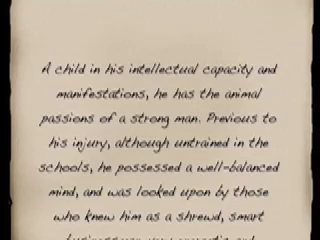 A child in his intellectual capacity and
manifestations, he has the animal
passions of a strong man. Previous to
his injury, although untrained in the
schools, he possessed a well-balanced
mind, and was looked upon by those
who knew him as a shrewd, smart